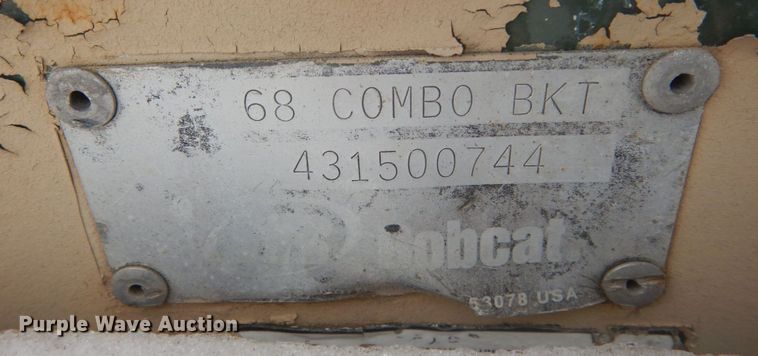 68 COMBO BKT
431500744
Bobcat
53078 USA
Purple Wave Auction